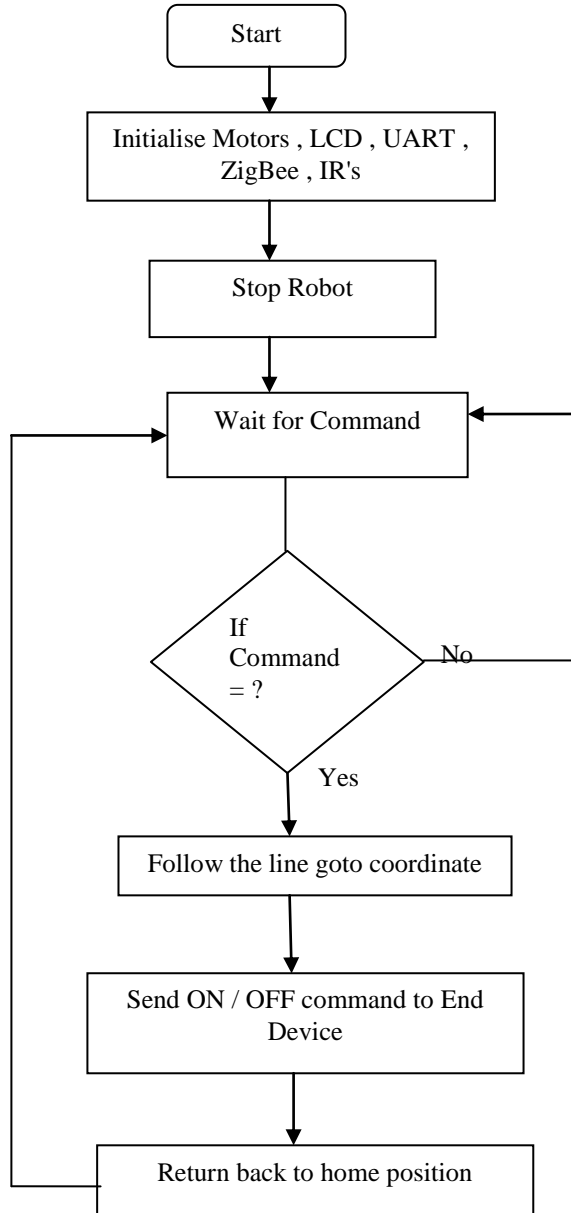 Start
Initialise Motors , LCD , UART ,
ZigBee , IR's
Stop Robot
Wait for Command
If
Command
= ?
No
Yes
Follow the line goto coordinate
Send ON / OFF command to End
Device
Return back to home position